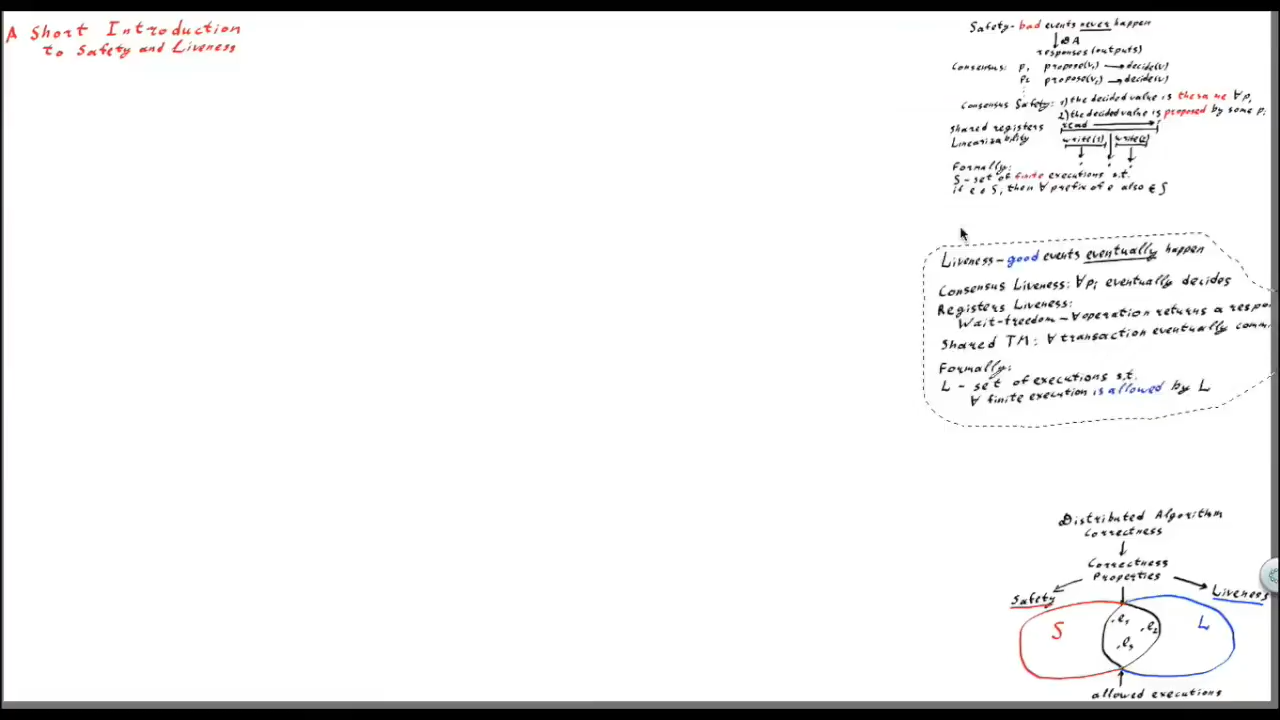 A Short Introduction
to Safety and Liveness
Safety - bad events never happen
DA
responses (outputs)
Consensus: p1 propose(v1) → decide(v)
p2 propose(v1) → decide(v)
Consensus Safety: 1) the decided value is the same ∀pi
2) the decided value is proposed by some pi
Shared registers read
Linearizability write(1) write(2)
Formally:
S - set of finite executions s.t.
if e ∈ S, then ∀ prefix of e also ∈ S
Liveness - good events eventually happen
Consensus Liveness: ∀pi eventually decides
Registers Liveness:
Wait-freedom - ∀ operation returns a respo
Shared TM: ∀ transaction eventually comm
Formally:
L - set of executions s.t.
∀ finite execution is allowed by L
Distributed Algorithm
Correctness
Correctness
Properties
Safety Liveness
S e1 e2 L
e3
allowed executions